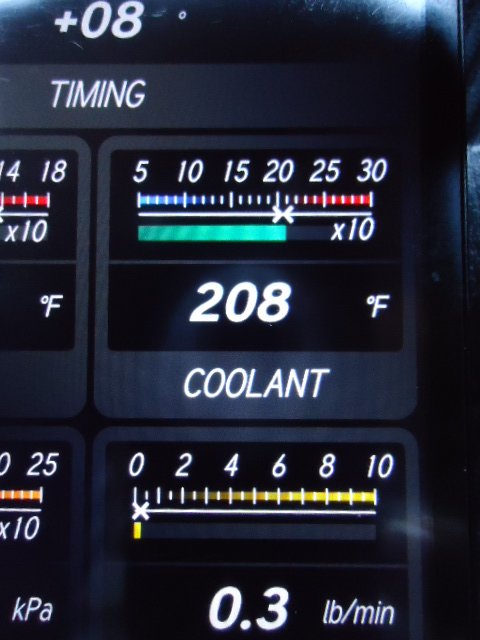 +08 °
TIMING
14 18
x10
°F
5 10 15 20 25 30
x10
208 °F
COOLANT
0 25
x10
kPa
0 2 4 6 8 10
0.3 lb/min